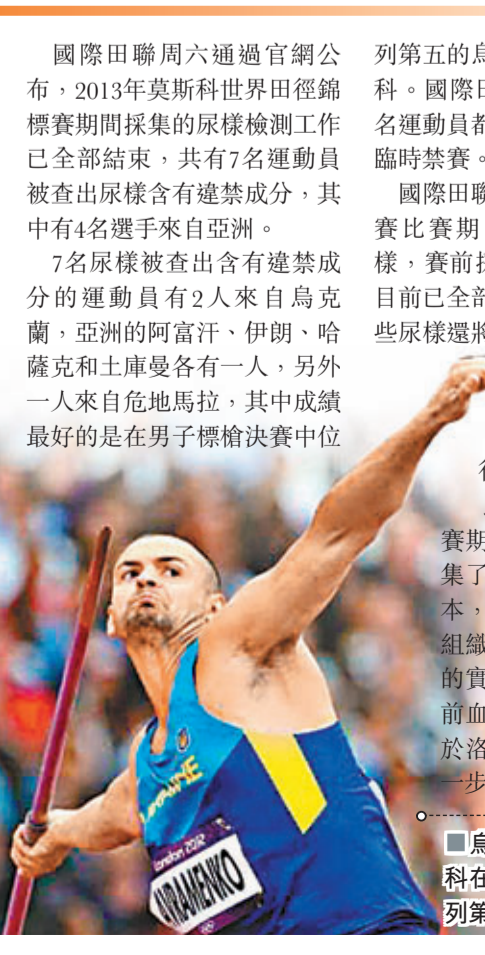 國際田聯周六通過官網公
布，2013年莫斯科世界田徑錦
標賽期間採集的尿樣檢測工作
已全部結束，共有7名運動員
被查出尿樣含有違禁成分，其
中有4名選手來自亞洲。
7名尿樣被查出含有違禁成
分的運動員有2人來自烏克
蘭，亞洲的阿富汗、伊朗、哈
薩克和土庫曼各有一人，另外
一人來自危地馬拉，其中成績
最好的是在男子標槍決賽中位
列第五的烏
科。國際田
名運動員都
臨時禁賽。
國際田聯
賽比賽期
樣，賽前採
目前已全部
些尿樣還將
賽期
集了
本，
組織
的實
前血
於洛
一步
■烏
科在
列第
UKRAINE
London 2012
AVRAMENKO